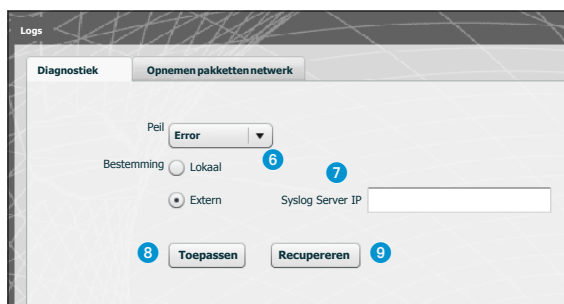 Logs
Diagnostiek Opnemen pakketten netwerk
Peil Error
6
7
Bestemming Lokaal
Extern Syslog Server IP
8 Toepassen Recupereren 9